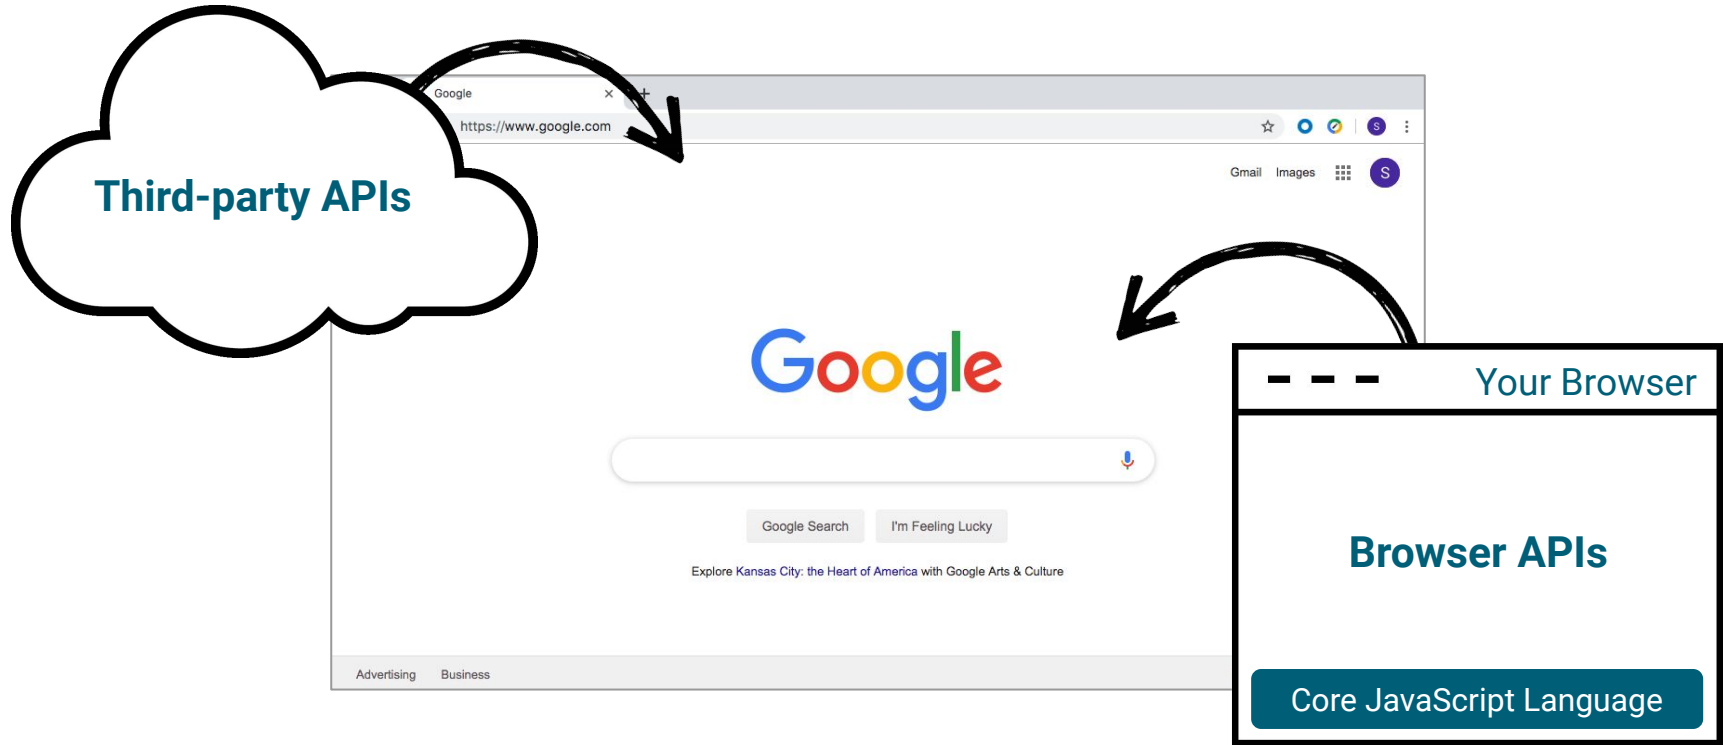 Google
https://www.google.com
S
Gmail Images
S
Third-party APIs
Google
Your Browser
Google Search I'm Feeling Lucky
Browser APIs
Explore Kansas City: the Heart of America with Google Arts & Culture
Advertising Business
Core JavaScript Language